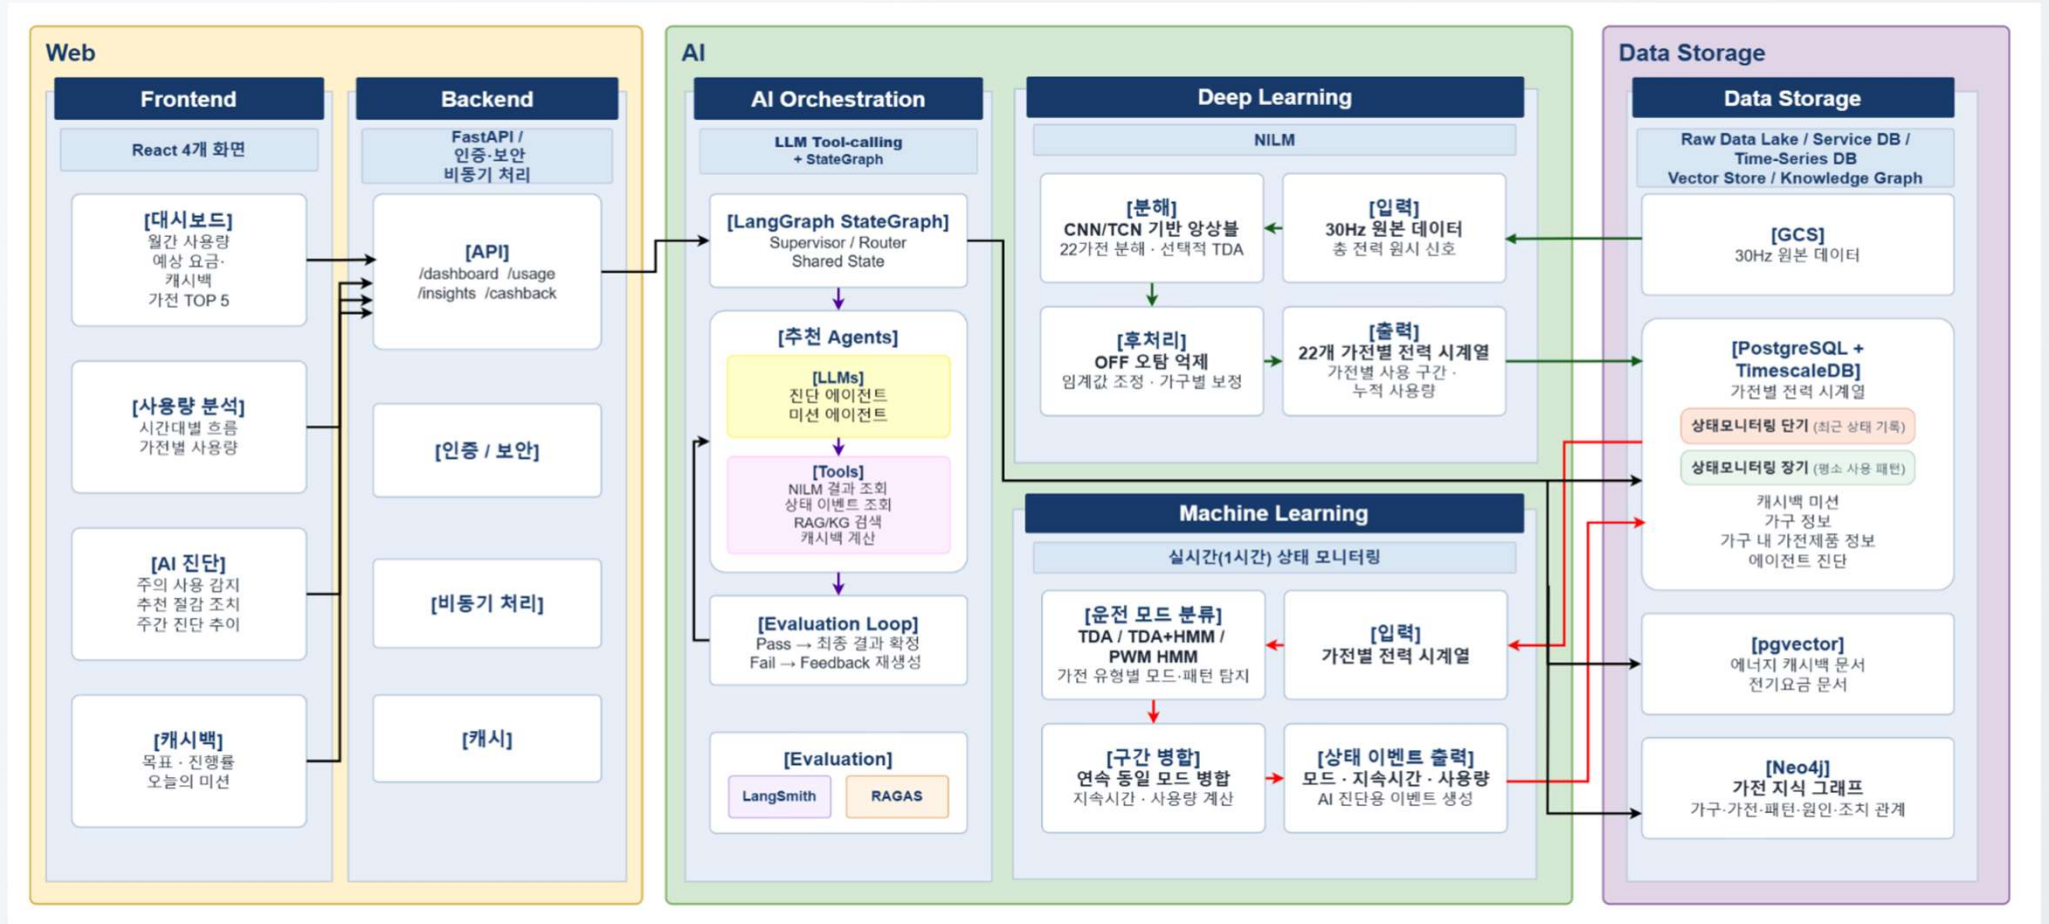 Web
Frontend
React 4개 화면
[대시보드]
월간 사용량
예상 요금·
캐시백
가전 TOP 5
[사용량 분석]
시간대별 흐름
가전별 사용량
[AI 진단]
주의 사용 감지
추천 절감 조치
주간 진단 추이
[캐시백]
목표 · 진행률
오늘의 미션
Backend
FastAPI /
인증·보안
비동기 처리
[API]
/dashboard /usage
/insights /cashback
[인증 / 보안]
[비동기 처리]
[캐시]
AI
AI Orchestration
LLM Tool-calling
+ StateGraph
[LangGraph StateGraph]
Supervisor / Router
Shared State
[추천 Agents]
[LLMs]
진단 에이전트
미션 에이전트
[Tools]
NILM 결과 조회
상태 이벤트 조회
RAG/KG 검색
캐시백 계산
[Evaluation Loop]
Pass → 최종 결과 확정
Fail → Feedback 재생성
[Evaluation]
LangSmith
RAGAS
Deep Learning
NILM
[분해]
CNN/TCN 기반 앙상블
22가전 분해 · 선택적 TDA
[입력]
30Hz 원본 데이터
총 전력 원시 신호
[후처리]
OFF 오탐 억제
임계값 조정 · 가구별 보정
[출력]
22개 가전별 전력 시계열
가전별 사용 구간 ·
누적 사용량
Machine Learning
실시간(1시간) 상태 모니터링
[운전 모드 분류]
TDA / TDA+HMM /
PWM HMM
가전 유형별 모드·패턴 탐지
[입력]
가전별 전력 시계열
[구간 병합]
연속 동일 모드 병합
지속시간 · 사용량 계산
[상태 이벤트 출력]
모드 · 지속시간 · 사용량
AI 진단용 이벤트 생성
Data Storage
Data Storage
Raw Data Lake / Service DB /
Time-Series DB
Vector Store / Knowledge Graph
[GCS]
30Hz 원본 데이터
[PostgreSQL +
TimescaleDB]
가전별 전력 시계열
상태모니터링 단기 (최근 상태 기록)
상태모니터링 장기 (평소 사용 패턴)
캐시백 미션
가구 정보
가구 내 가전제품 정보
에이전트 진단
[pgvector]
에너지 캐시백 문서
전기요금 문서
[Neo4j]
가전 지식 그래프
가구·가전·패턴·원인·조치 관계